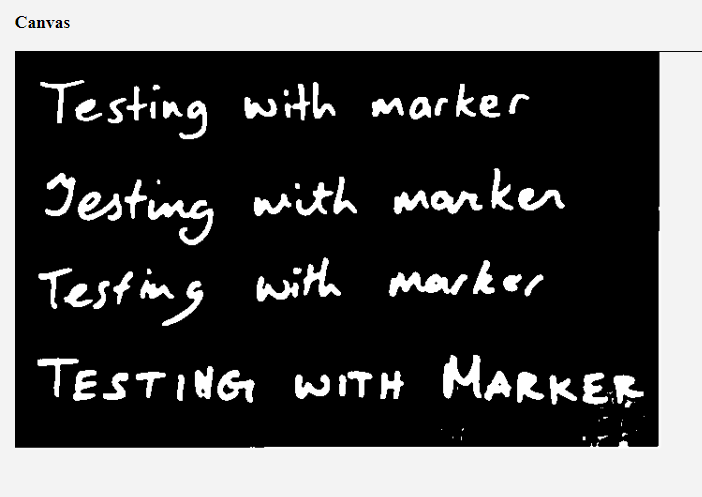 Canvas
Testing with marker
Testing with marker
Testing with marker
TESTING WITH MARKER